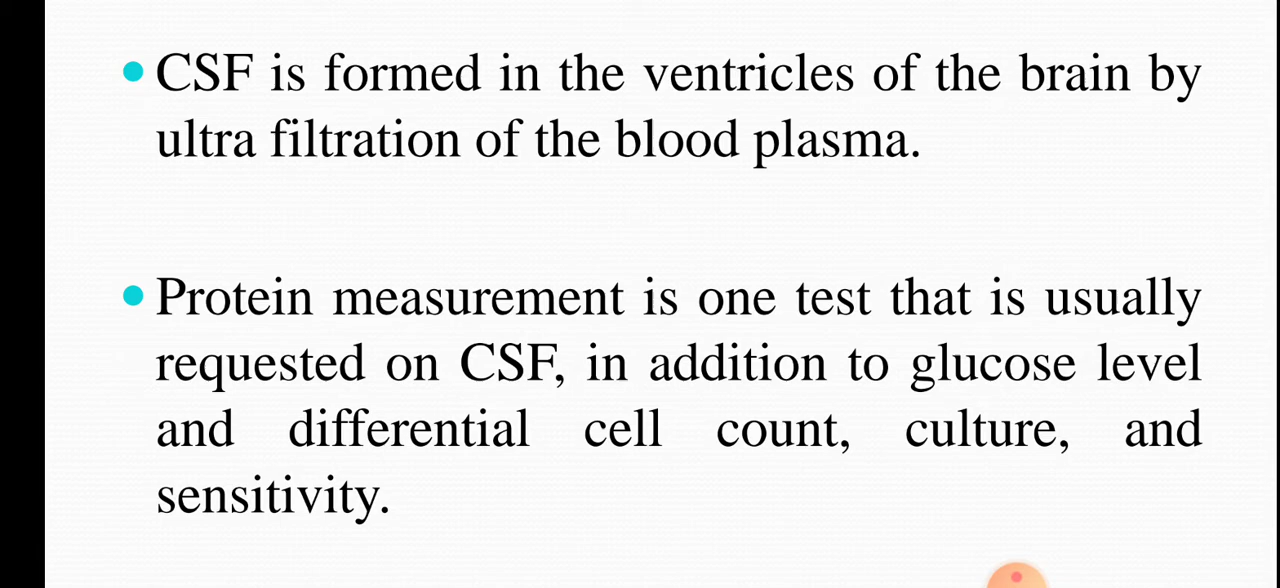 CSF is formed in the ventricles of the brain by
ultra filtration of the blood plasma.
Protein measurement is one test that is usually
requested on CSF, in addition to glucose level
and differential cell count, culture, and
sensitivity.